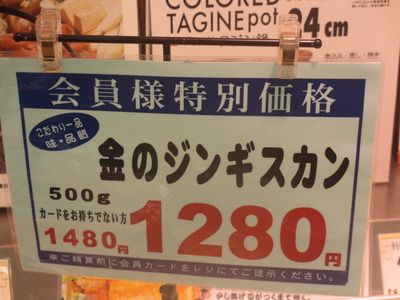 COLORED
TAGINE pot
24cm
会員様特別価格
こだわり一品
味・品質
金のジンギスカン
500g
カードをお持ちでない方
1480円
1280円
※ご精算前に会員カードをレジにてご提示ください。